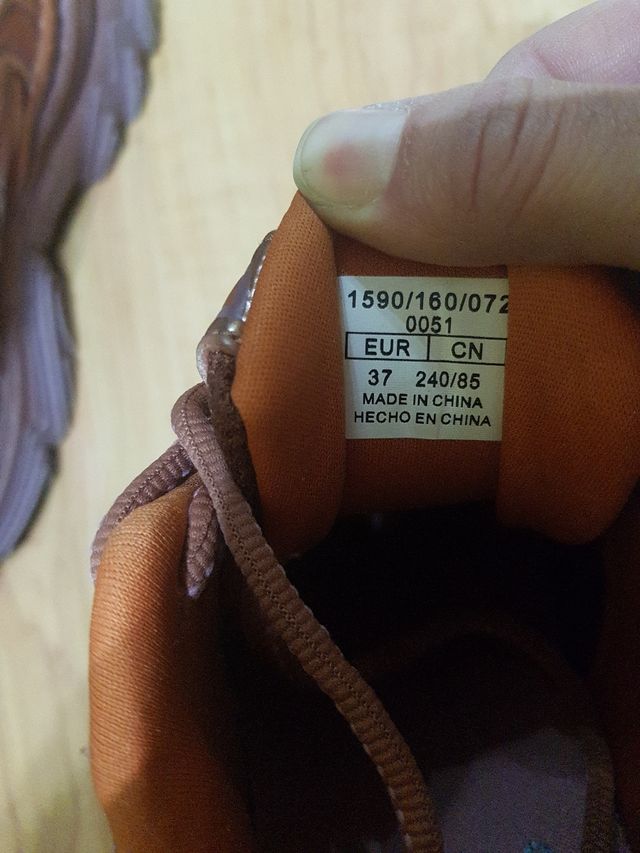 1590/160/072
0051
EUR CN
37 240/85
MADE IN CHINA
HECHO EN CHINA